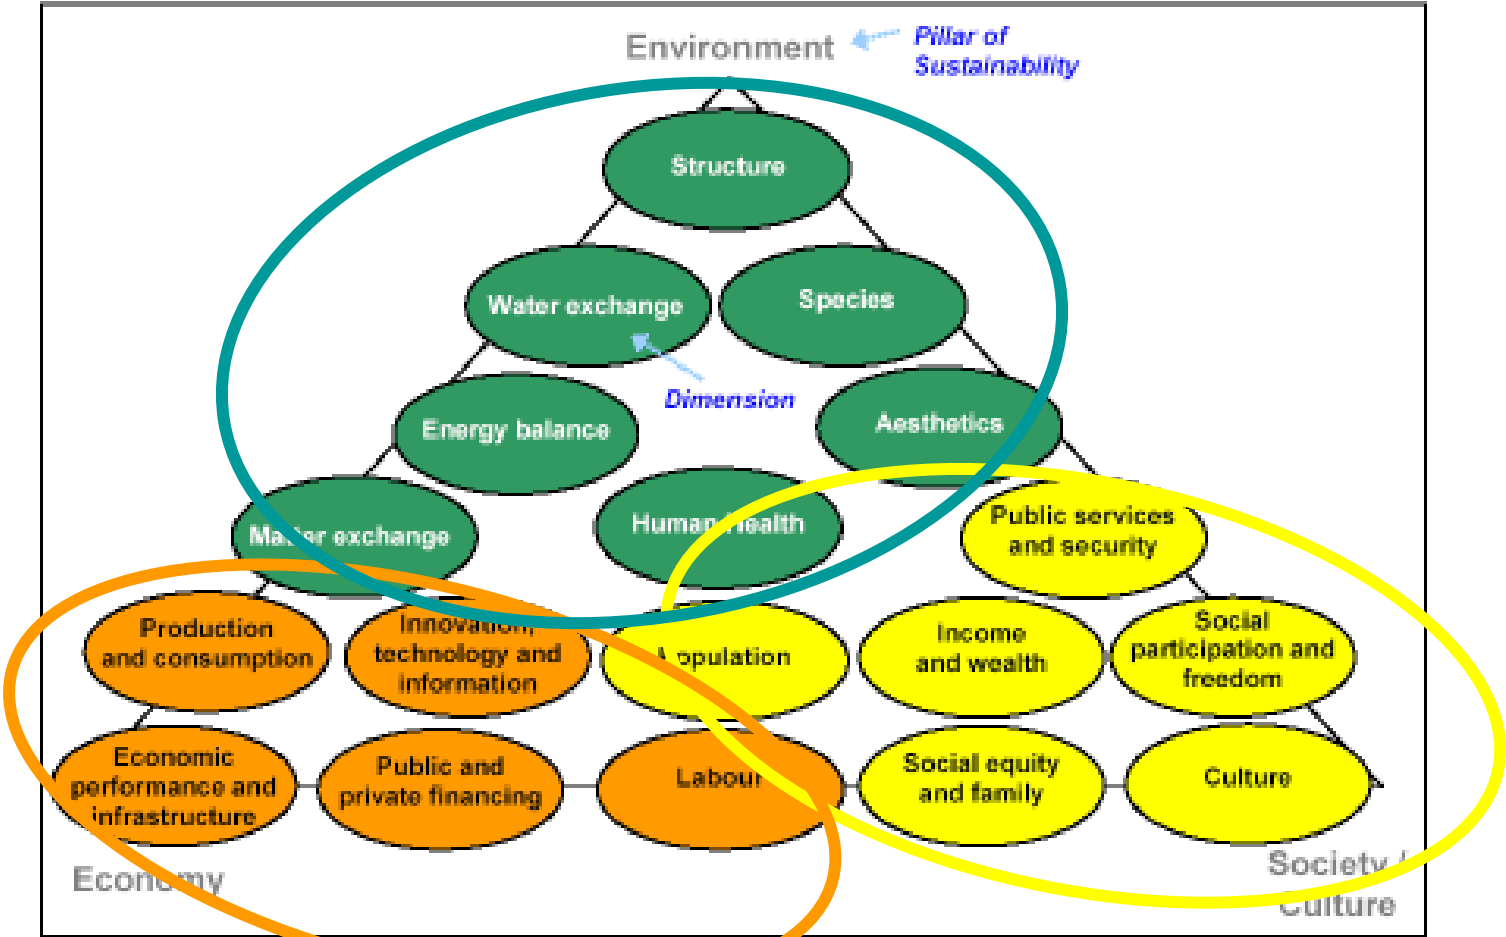 Environment
Pillar of
Sustainability
Structure
Water exchange
Species
Dimension
Energy balance
Aesthetics
Matter exchange
Human Health
Public services
and security
Production
and consumption
Innovation,
technology and
information
Population
Income
and wealth
Social
participation and
freedom
Economic
performance and
infrastructure
Public and
private financing
Labour
Social equity
and family
Culture
Economy
Society /
Culture